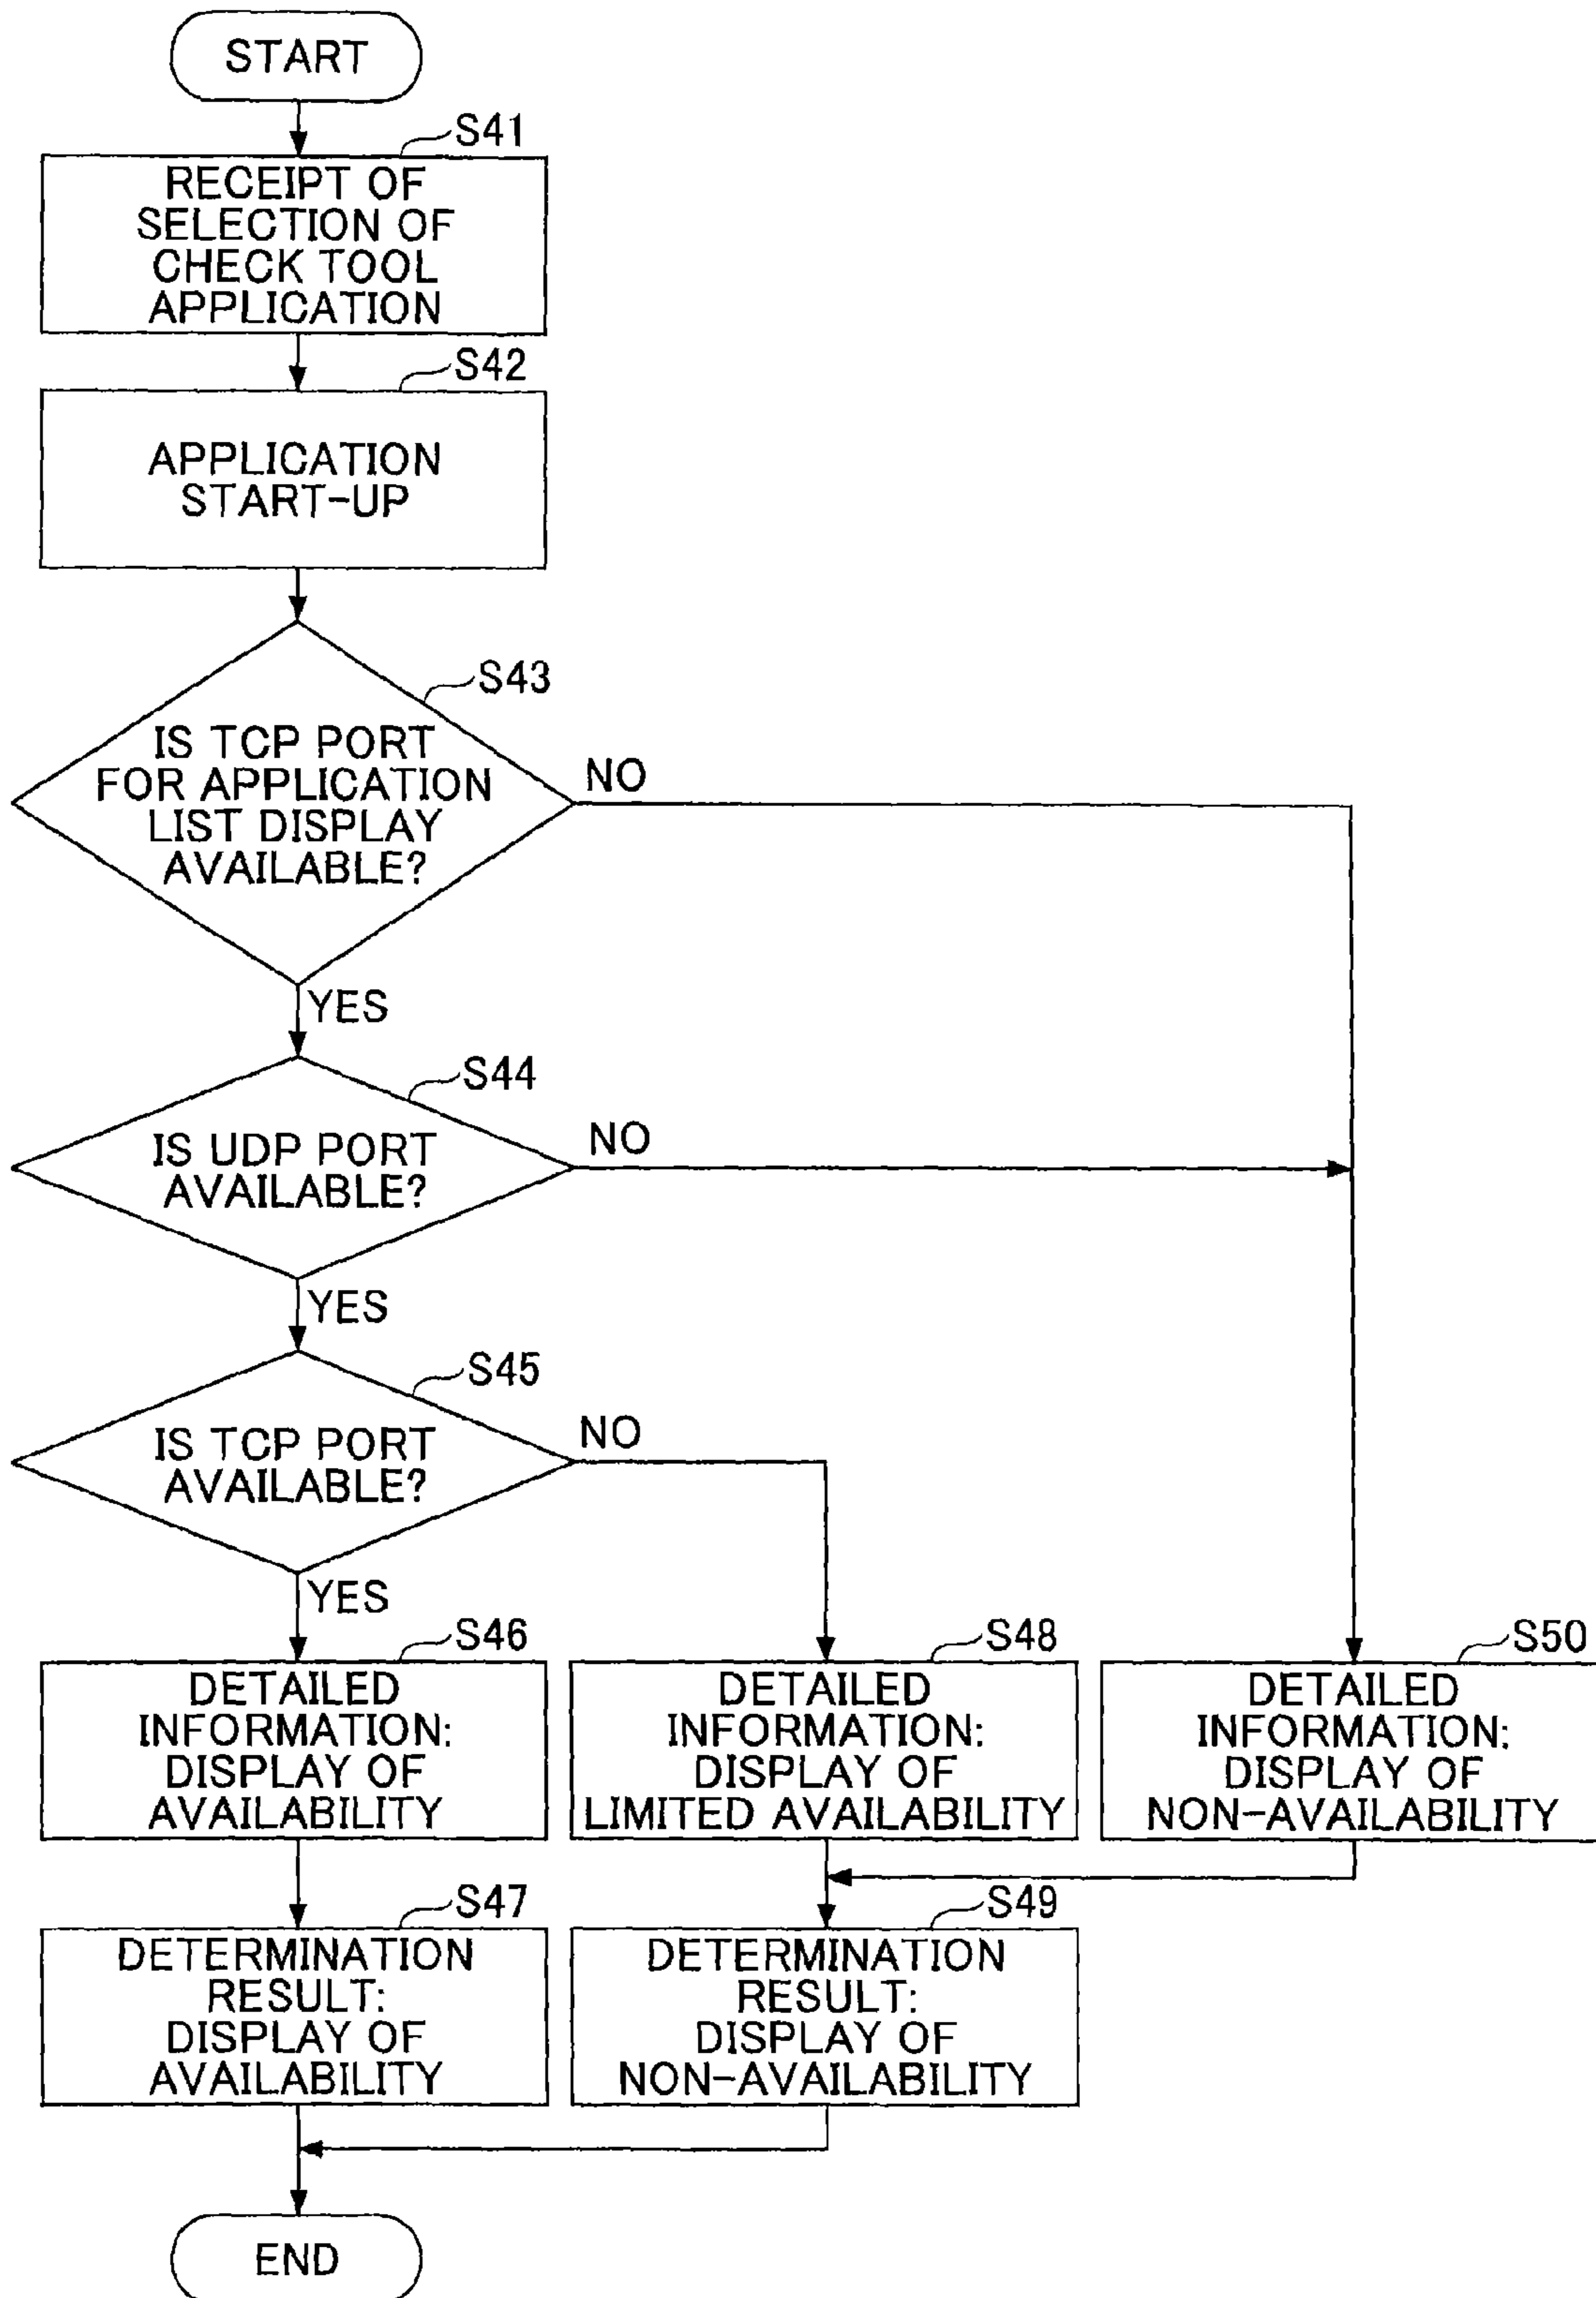 START
S41
RECEIPT OF
SELECTION OF
CHECK TOOL
APPLICATION
S42
APPLICATION
START-UP
S43
IS TCP PORT
FOR APPLICATION
LIST DISPLAY
AVAILABLE?
NO
YES
S44
IS UDP PORT
AVAILABLE?
NO
YES
S45
IS TCP PORT
AVAILABLE?
NO
YES
S46
DETAILED
INFORMATION:
DISPLAY OF
AVAILABILITY
S48
DETAILED
INFORMATION:
DISPLAY OF
LIMITED AVAILABILITY
S50
DETAILED
INFORMATION:
DISPLAY OF
NON-AVAILABILITY
S47
DETERMINATION
RESULT:
DISPLAY OF
AVAILABILITY
S49
DETERMINATION
RESULT:
DISPLAY OF
NON-AVAILABILITY
END